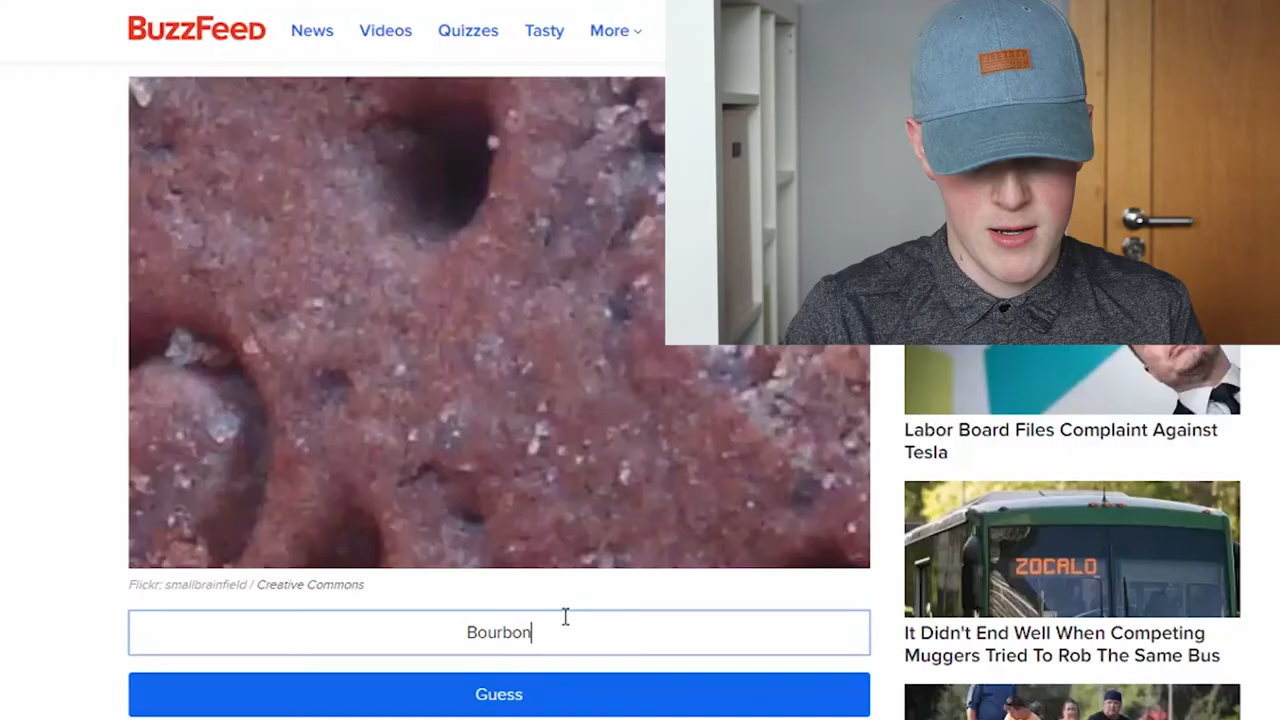 BuzzFeed
News
Videos
Quizzes
Tasty
More
Labor Board Files Complaint Against
Tesla
ZOCALO
It Didn't End Well When Competing
Muggers Tried To Rob The Same Bus
Flickr: smallbrainfield / Creative Commons
Bourbon
Guess